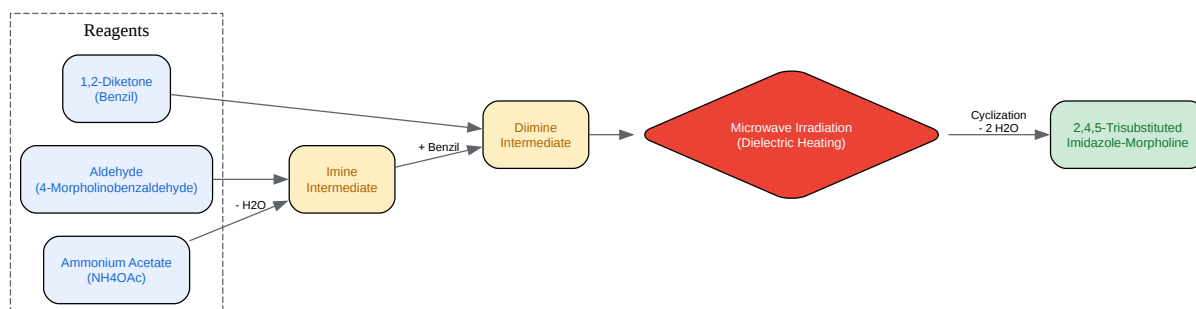 Reagents
1,2-Diketone
(Benzil)
Aldehyde
(4-Morpholinobenzaldehyde)
Ammonium Acetate
(NH4OAc)
- H2O
Imine
Intermediate
+ Benzil
Diimine
Intermediate
Microwave Irradiation
(Dielectric Heating)
Cyclization
- 2 H2O
2,4,5-Trisubstituted
Imidazole-Morpholine